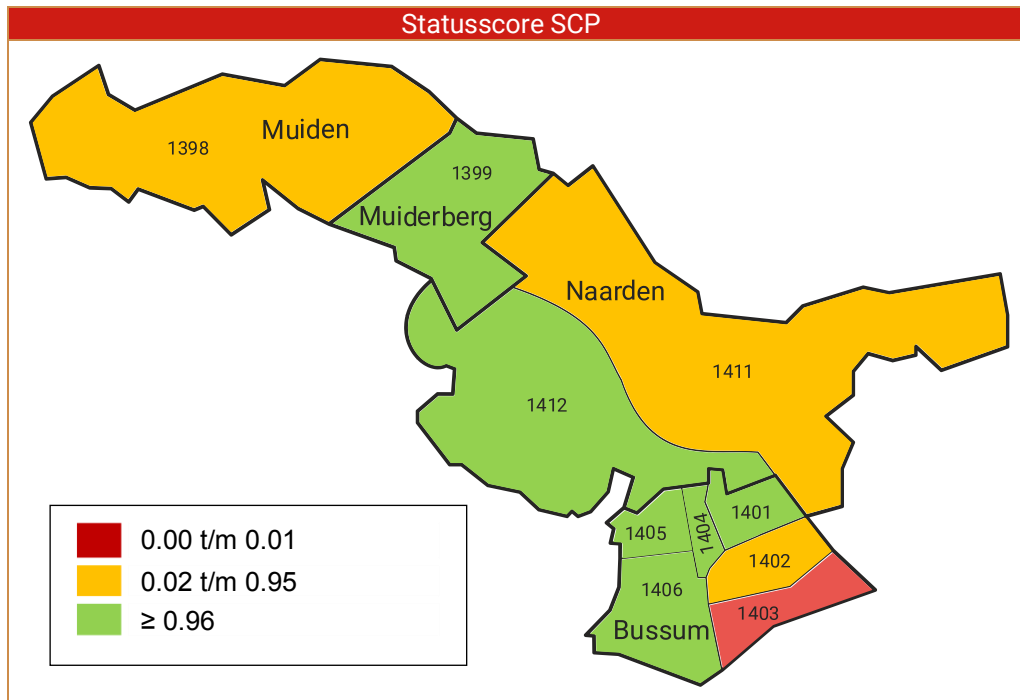 Statusscore SCP
Muiden
1398
1399
Muiderberg
Naarden
1411
1412
1401
1404
1405
1402
1406
1403
Bussum
0.00 t/m 0.01
0.02 t/m 0.95
≥ 0.96